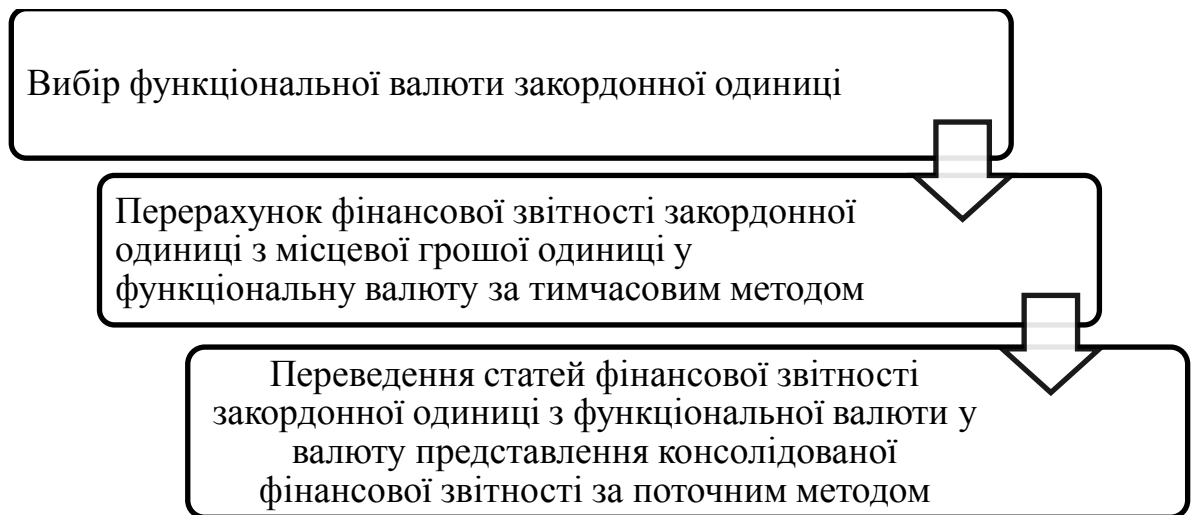 Вибір функціональної валюти закордонної одиниці
Перерахунок фінансової звітності закордонної
одиниці з місцевої грошої одиниці у
функціональну валюту за тимчасовим методом
Переведення статей фінансової звітності
закордонної одиниці з функціональної валюти у
валюту представлення консолідованої
фінансової звітності за поточним методом